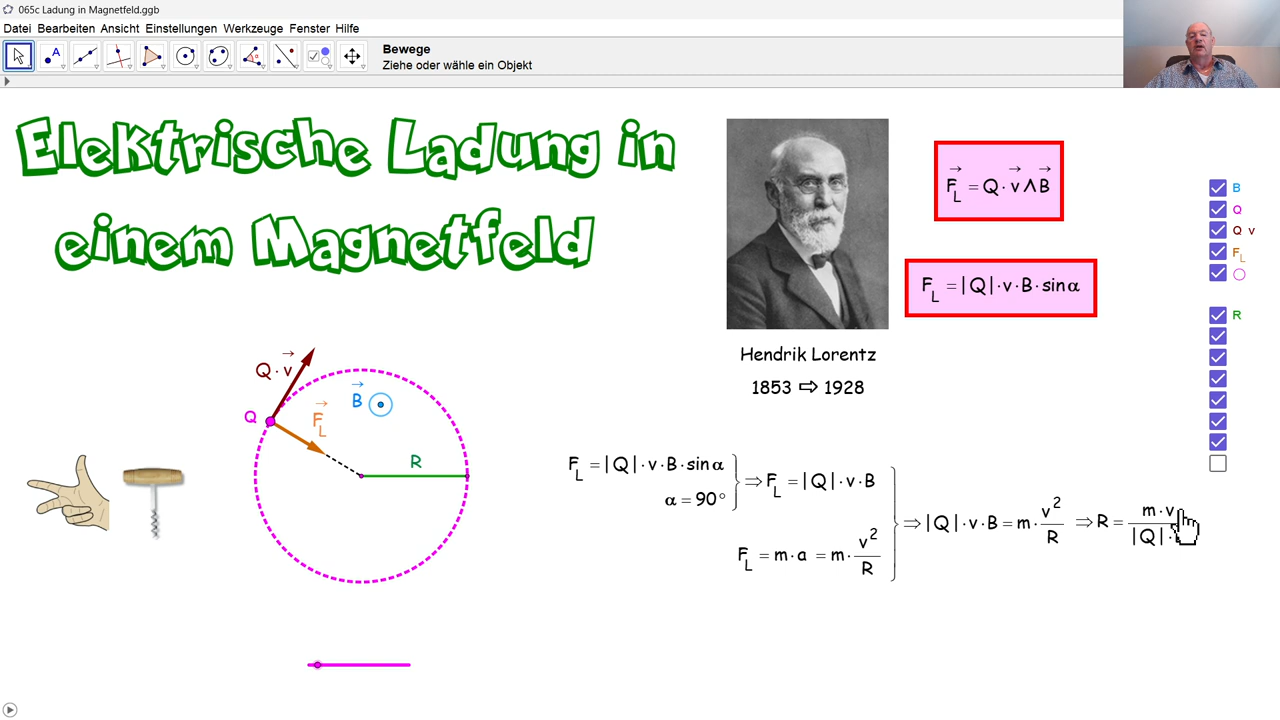 065c Ladung in Magnetfeld.ggb
Datei Bearbeiten Ansicht Einstellungen Werkzeuge Fenster Hilfe
Bewege
Ziehe oder wähle ein Objekt
Elektrische Ladung in
einem Magnetfeld
F_L = Q · v ∧ B
F_L = |Q| · v · B · sin α
Hendrik Lorentz
1853 ⇨ 1928
B
Q
Q v
F_L
R
Q · v
Q
B
F_L
R
F_L = |Q| · v · B · sin α
α = 90°
⇒ F_L = |Q| · v · B
F_L = m · a = m · v² / R
⇒ |Q| · v · B = m · v² / R ⇒ R = m · v / |Q| ·